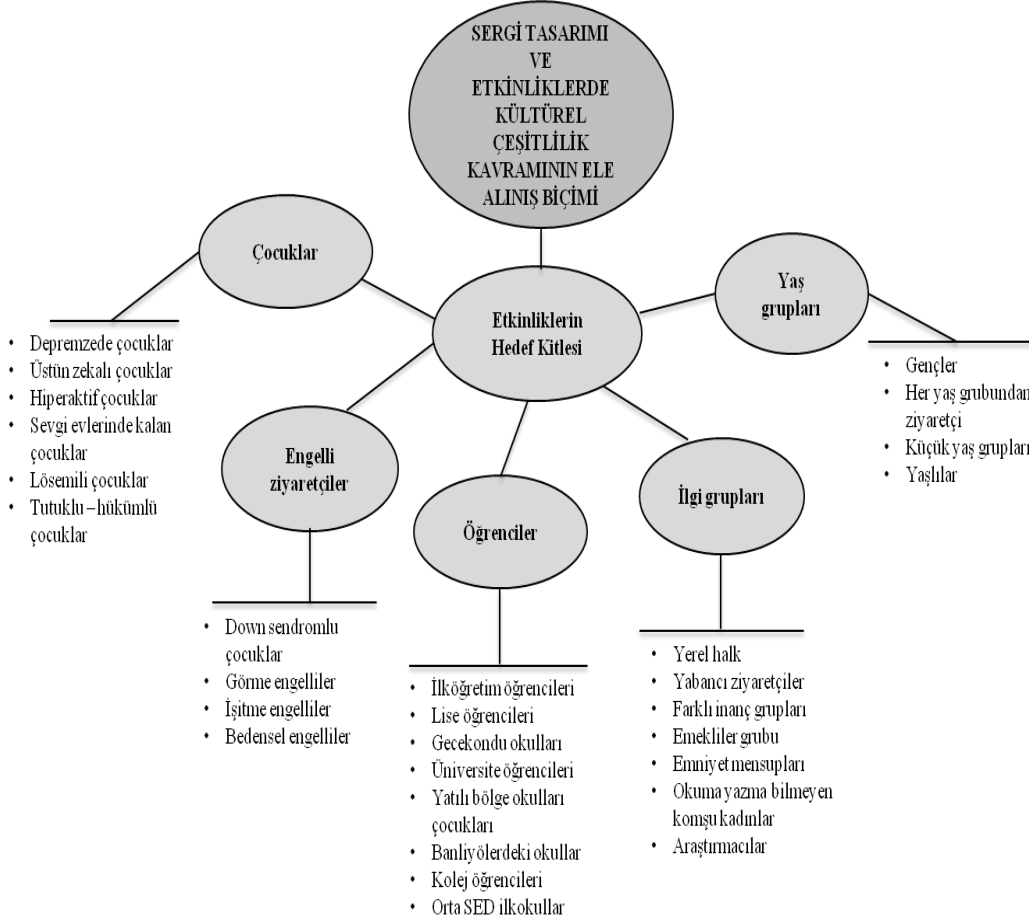 SERGİ TASARIMI
VE
ETKİNLİKLERDE
KÜLTÜREL
ÇEŞİTLİLİK
KAVRAMININ ELE
ALINIŞ BİÇİMİ
Etkinliklerin
Hedef Kitlesi
Çocuklar
• Depremzede çocuklar
• Üstün zekalı çocuklar
• Hiperaktif çocuklar
• Sevgi evlerinde kalan
çocuklar
• Lösemili çocuklar
• Tutuklu – hükümlü
çocuklar
Engelli
ziyaretçiler
• Down sendromlu
çocuklar
• Görme engelliler
• İşitme engelliler
• Bedensel engelliler
Öğrenciler
• İlköğretim öğrencileri
• Lise öğrencileri
• Gecekondu okulları
• Üniversite öğrencileri
• Yatılı bölge okulları
çocukları
• Banliyölerdeki okullar
• Kolej öğrencileri
• Orta SED ilkokullar
İlgi grupları
• Yerel halk
• Yabancı ziyaretçiler
• Farklı inanç grupları
• Emekliler grubu
• Emniyet mensupları
• Okuma yazma bilmeyen
komşu kadınlar
• Araştırmacılar
Yaş
grupları
• Gençler
• Her yaş grubundan
ziyaretçi
• Küçük yaş grupları
• Yaşlılar